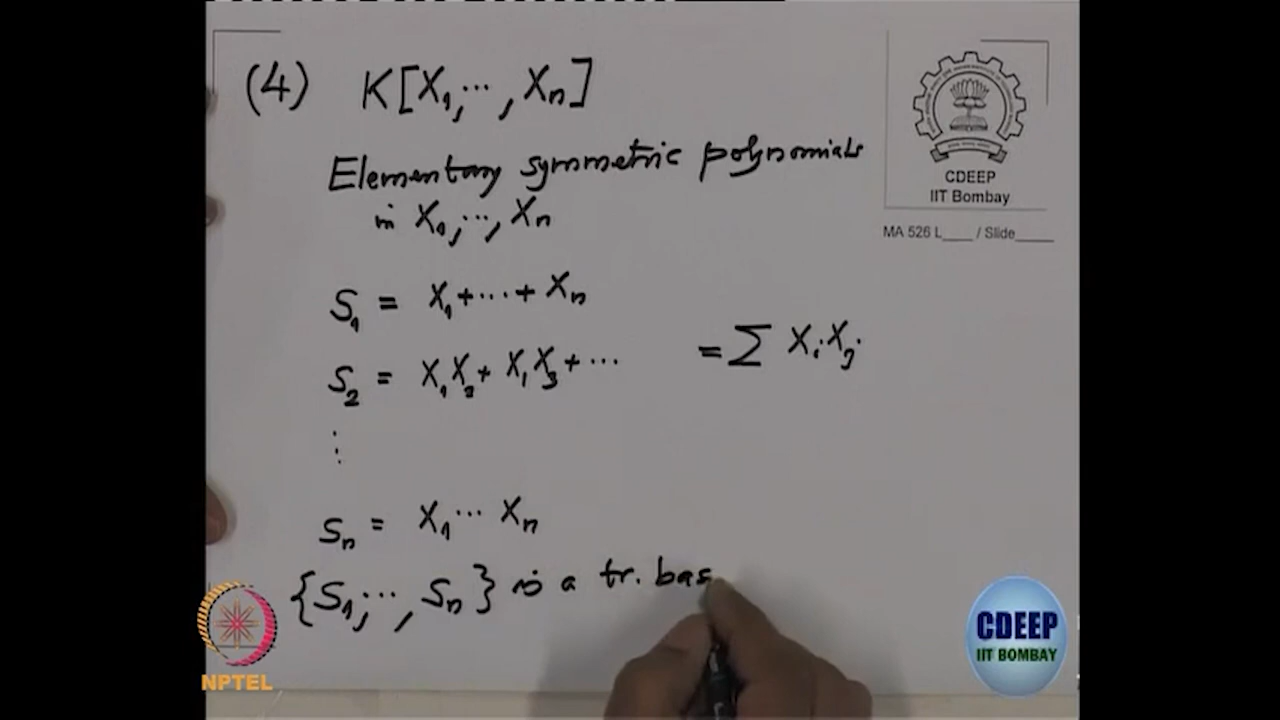 (4) K[X₁,⋯,Xₙ]
Elementary symmetric polynomials
in X₁,⋯,Xₙ
S₁ = X₁+⋯+Xₙ
S₂ = X₁X₂+X₁X₃+⋯ = ∑ XᵢXⱼ
⋮
Sₙ = X₁⋯Xₙ
{S₁,⋯,Sₙ} is a tr. bas
CDEEP
IIT Bombay
MA 526 L____ / Slide_____
NPTEL
CDEEP
IIT BOMBAY